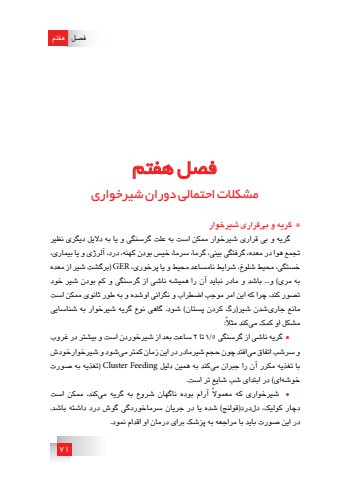 فصل هفتم
فصل هفتم
مشکلات احتمالی دوران شیرخواری
* گریه و بی‌قراری شیرخوار
گریه و بی قراری شیرخوار ممکن است به علت گرسنگی و یا به دلایل دیگری نظیر
تجمع هوا در معده، گرفتگی بینی، گرما، سرما، خیس بودن کهنه، درد، آلرژی و یا بیماری،
خستگی، محیط شلوغ، شرایط نامساعد محیط و یا پرخوری، GER (برگشت شیر از معده
به مری) و... باشد و مادر نباید آن را همیشه ناشی از گرسنگی و کم بودن شیر خود
تصور کند، چرا که این امر موجب اضطراب و نگرانی او شده و به طور ثانوی ممکن است
مانع جاری‌شدن شیر(رگ کردن پستان) شود. گاهی نوع گریه شیرخوار به شناسایی
مشکل او کمک می‌کند مثلاً:
• گریه ناشی از گرسنگی ۱/۵ تا ۲ ساعت بعد از شیرخوردن است و بیشتر در غروب
و سرشب اتفاق می‌افتد چون حجم شیرمادر در این زمان کمتر می‌شود و شیرخوارخودش
با تغذیه مکرر آن را جبران می‌کند به همین دلیل Cluster Feeding (تغذیه به صورت
خوشه‌ای) در ابتدای شب شایع تر است.
• شیرخواری که معمولاً آرام بوده ناگهان شروع به گریه می‌کند، ممکن است
دچار کولیک، دل‌درد(قولنج) شده یا در جریان سرماخوردگی گوش درد داشته باشد.
در این صورت باید با مراجعه به پزشک برای درمان او اقدام نمود.
۷۱